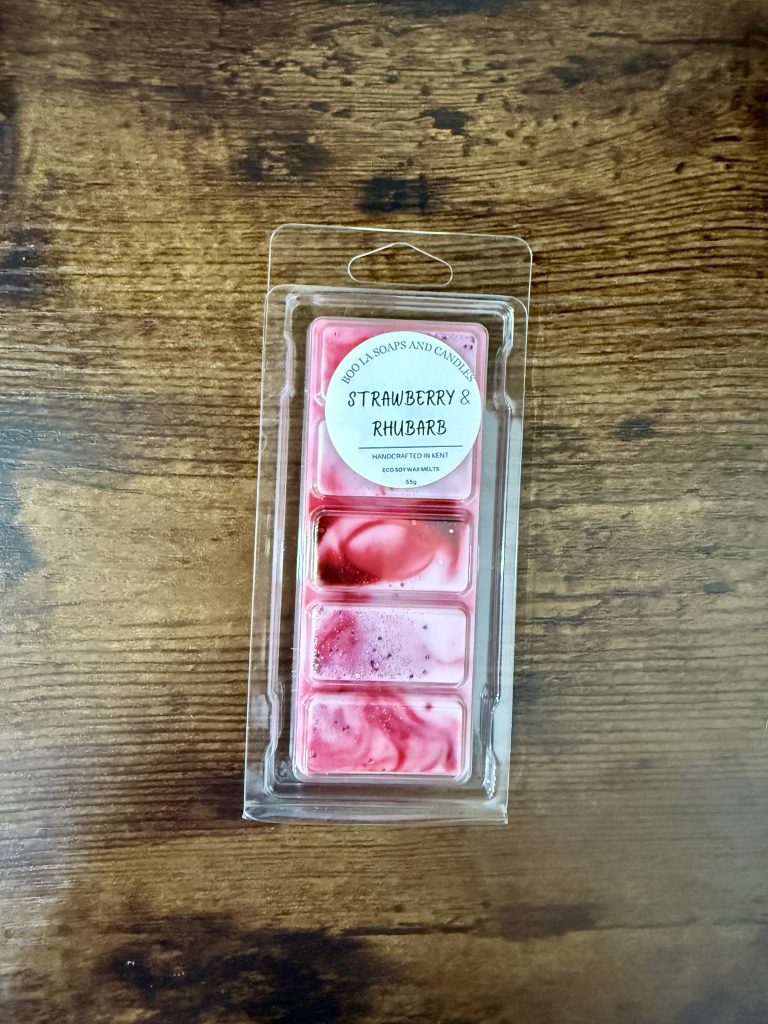 BOO LA SOAPS AND CANDLES
STRAWBERRY &
RHUBARB
HANDCRAFTED IN KENT
ECO SOY WAX MELTS
55g